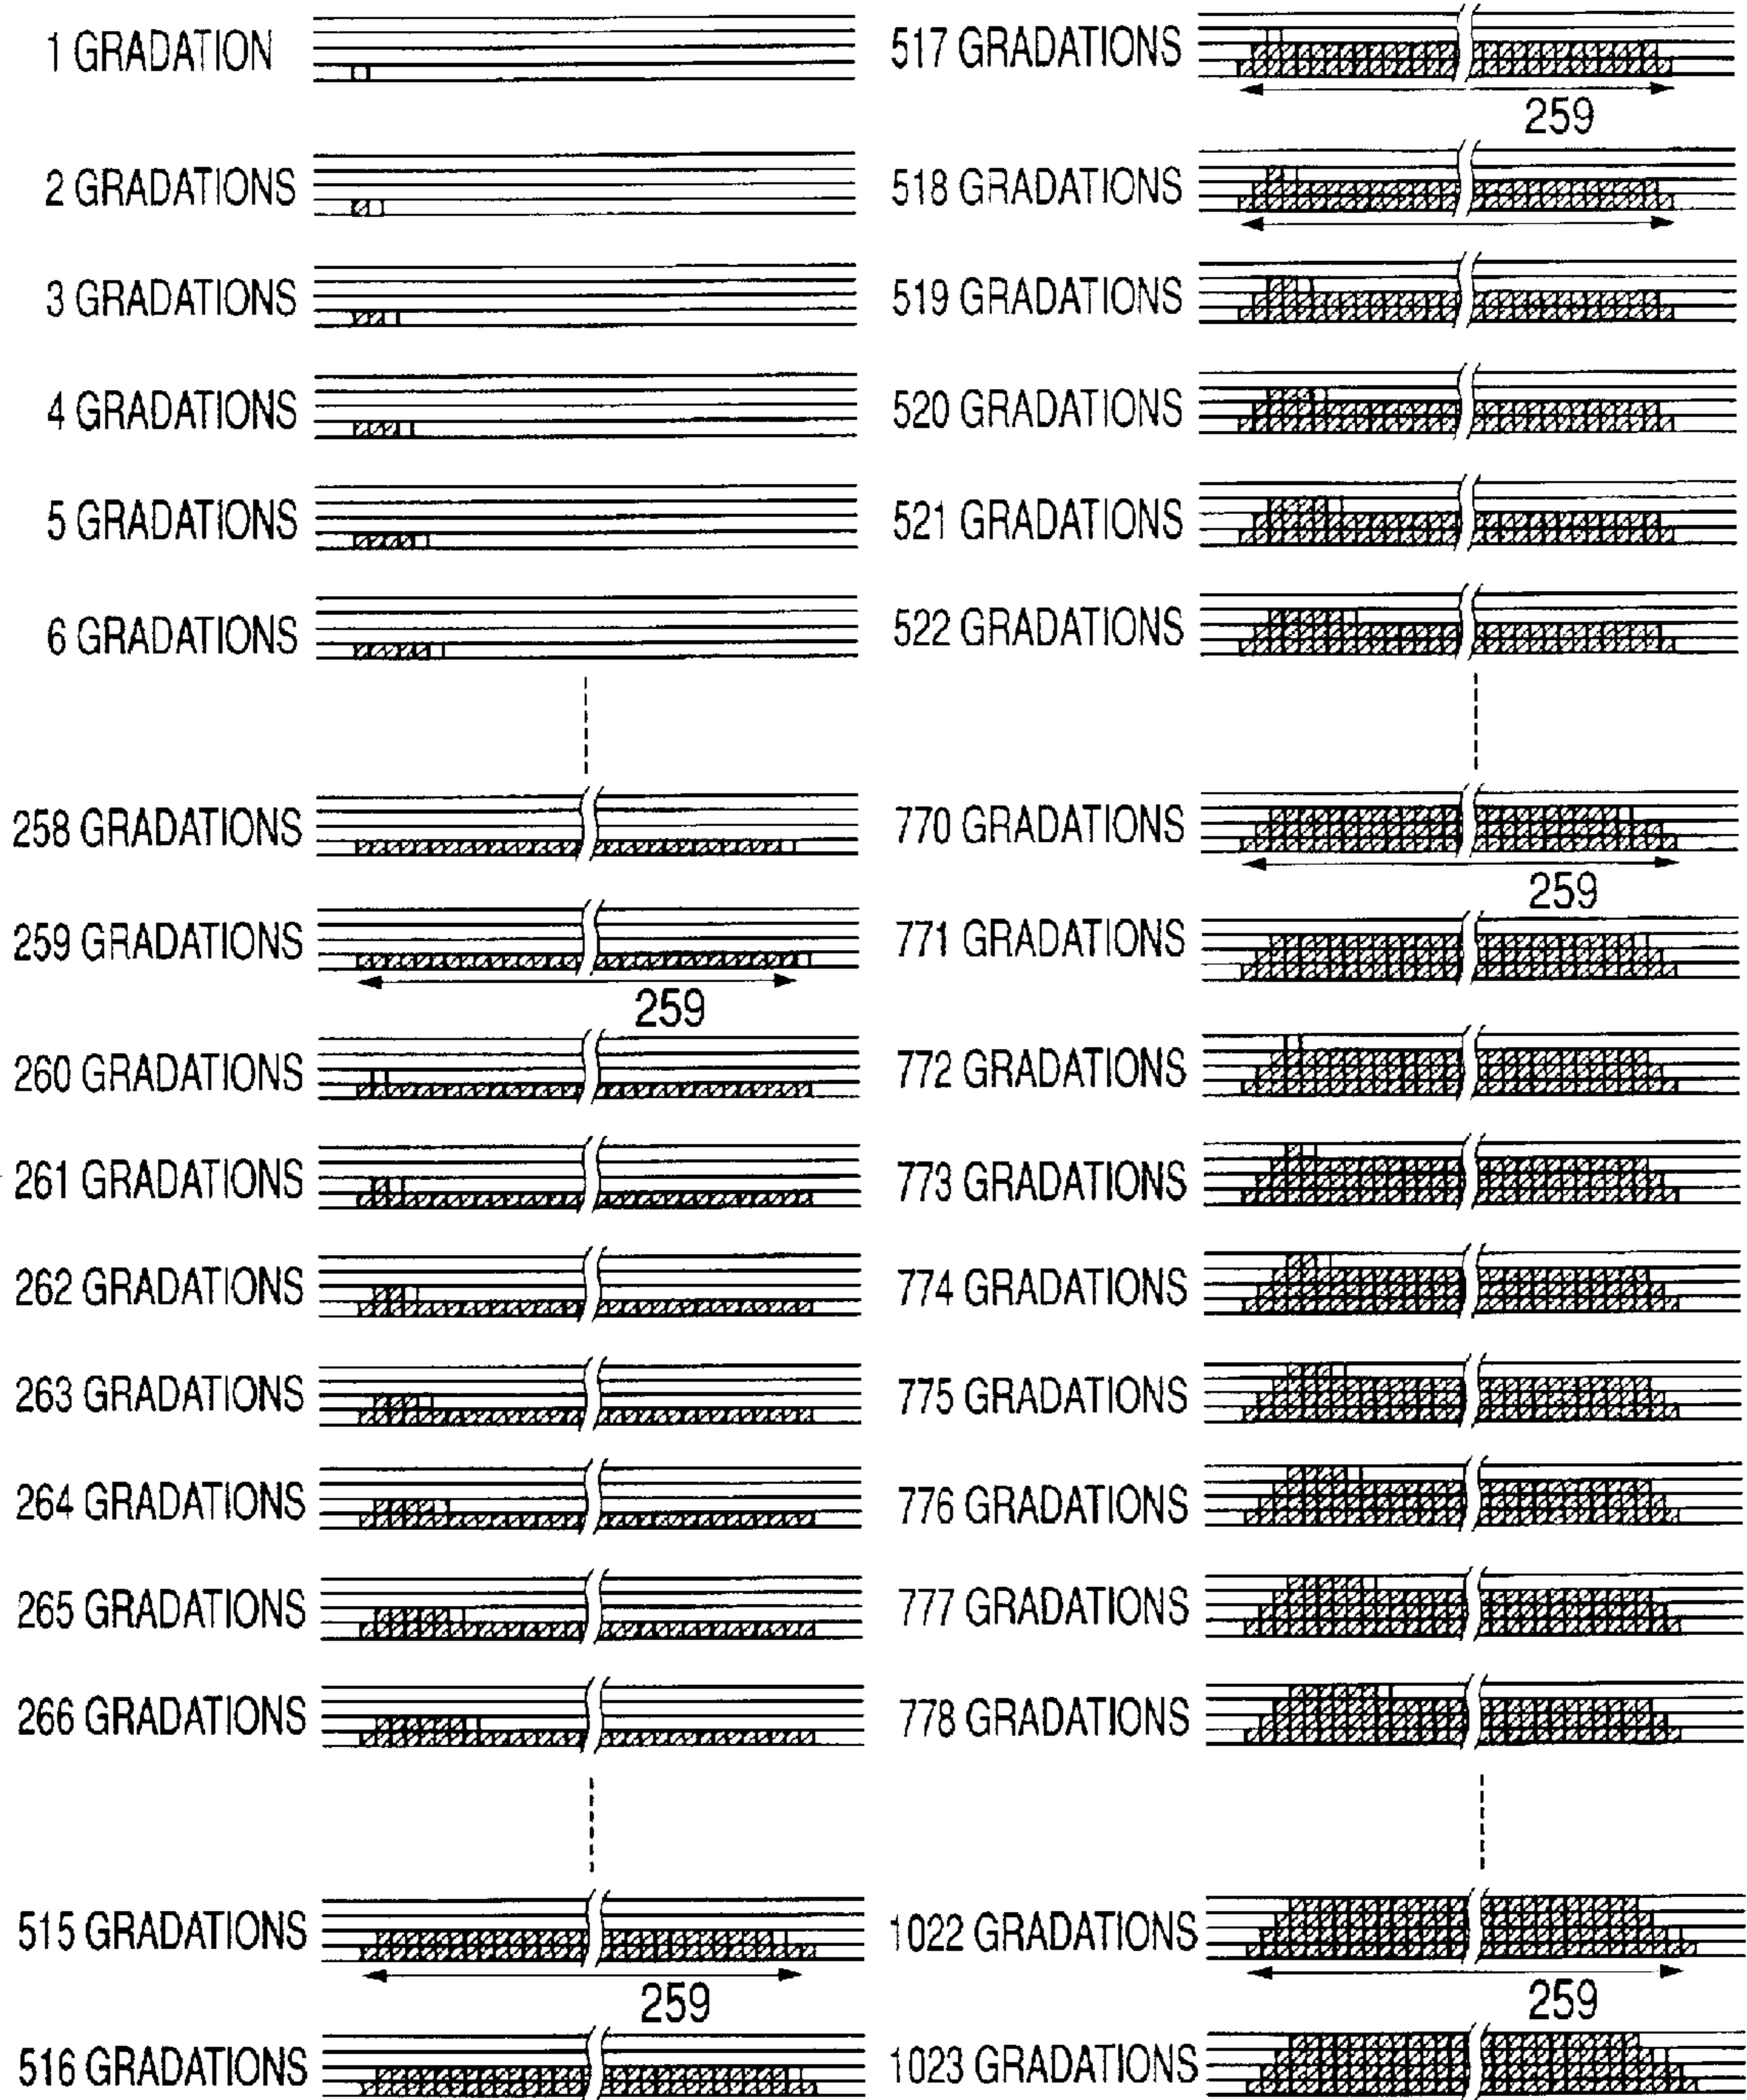 1 GRADATION
2 GRADATIONS
3 GRADATIONS
4 GRADATIONS
5 GRADATIONS
6 GRADATIONS
258 GRADATIONS
259 GRADATIONS
259
260 GRADATIONS
261 GRADATIONS
262 GRADATIONS
263 GRADATIONS
264 GRADATIONS
265 GRADATIONS
266 GRADATIONS
515 GRADATIONS
259
516 GRADATIONS
517 GRADATIONS
259
518 GRADATIONS
519 GRADATIONS
520 GRADATIONS
521 GRADATIONS
522 GRADATIONS
770 GRADATIONS
259
771 GRADATIONS
772 GRADATIONS
773 GRADATIONS
774 GRADATIONS
775 GRADATIONS
776 GRADATIONS
777 GRADATIONS
778 GRADATIONS
1022 GRADATIONS
259
1023 GRADATIONS